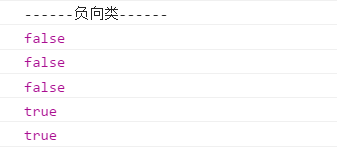 ------负向类------
false
false
false
true
true